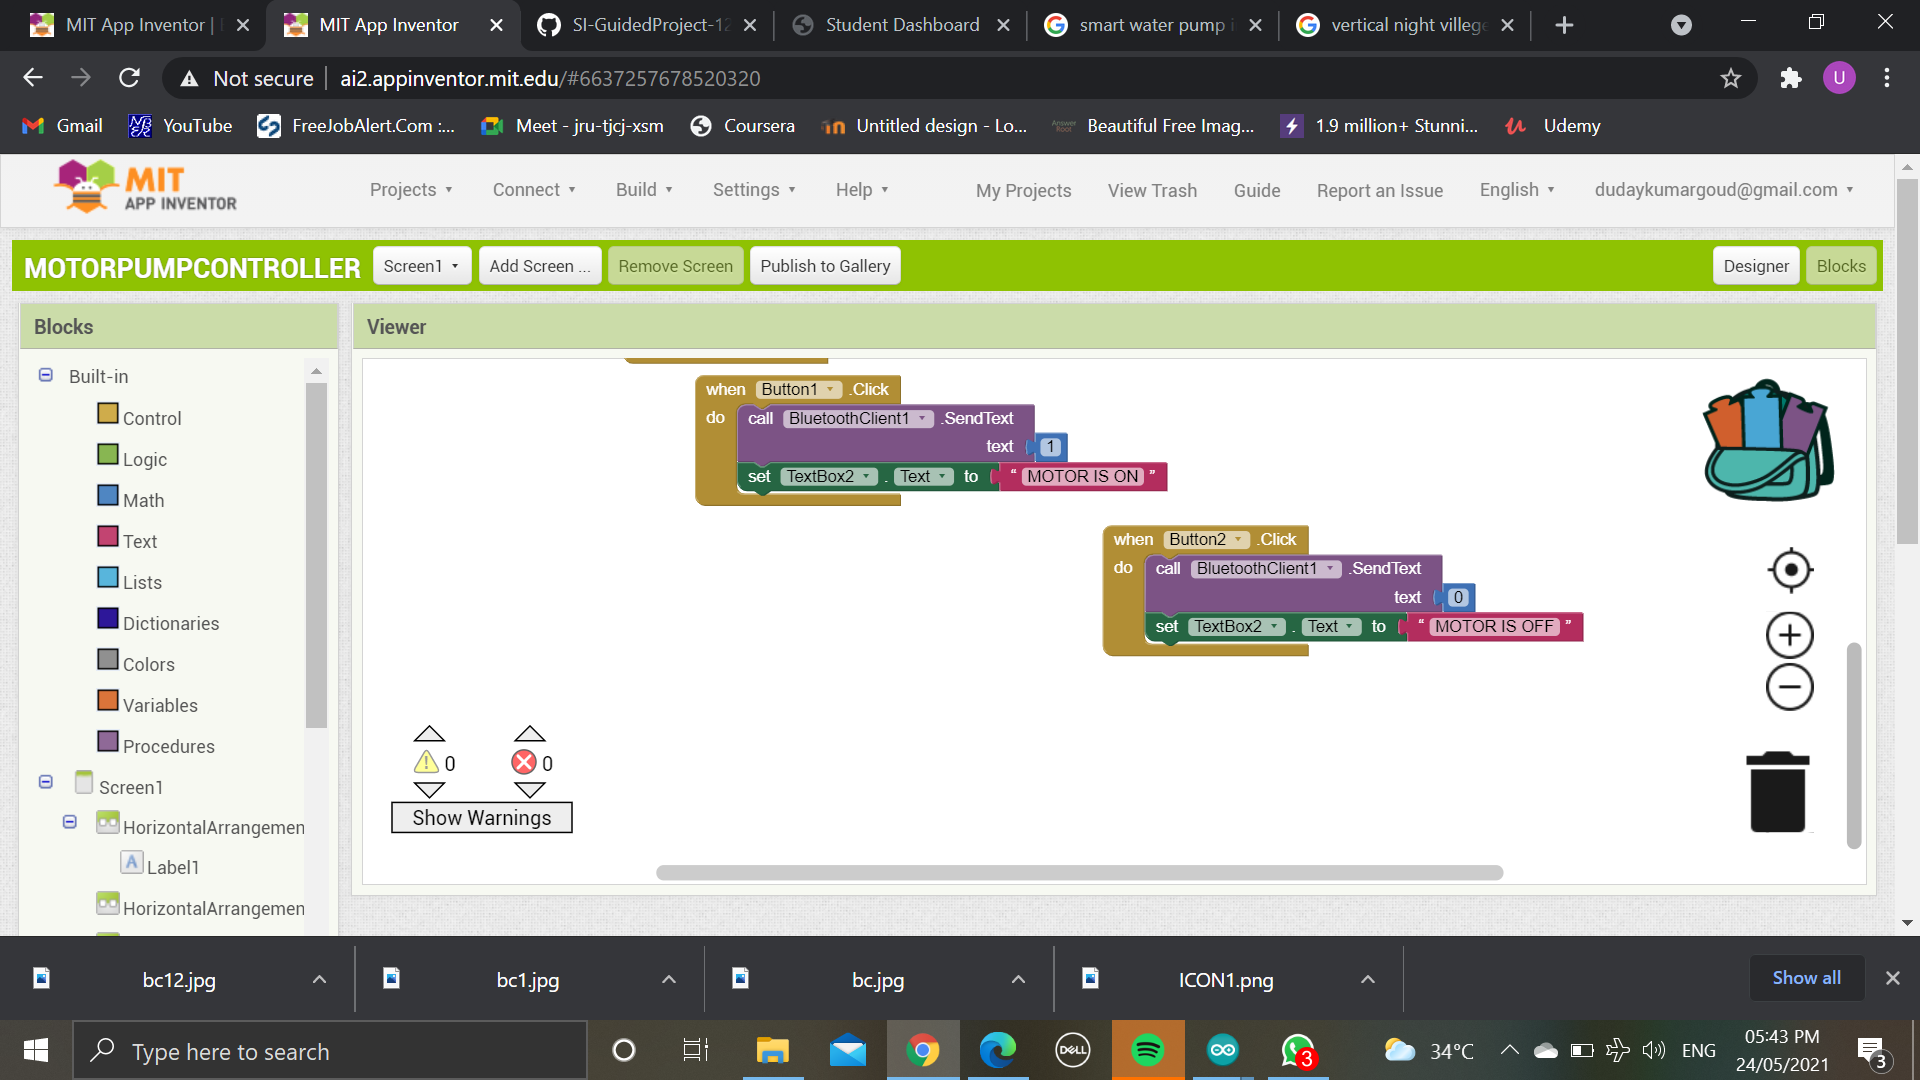 MIT App Inventor |
MIT App Inventor
SI-GuidedProject-12
Student Dashboard
smart water pump i
vertical night villege
Not secure
ai2.appinventor.mit.edu/#6637257678520320
U
Gmail
YouTube
FreeJobAlert.Com :...
Meet - jru-tjcj-xsm
Coursera
Untitled design - Lo...
Beautiful Free Imag...
1.9 million+ Stunni...
Udemy
MIT
APP INVENTOR
Projects
Connect
Build
Settings
Help
My Projects
View Trash
Guide
Report an Issue
English
dudaykumargoud@gmail.com
MOTORPUMPCONTROLLER
Screen1
Add Screen ...
Remove Screen
Publish to Gallery
Designer
Blocks
Blocks
Viewer
Built-in
Control
Logic
Math
Text
Lists
Dictionaries
Colors
Variables
Procedures
Screen1
HorizontalArrangemen
A Label1
HorizontalArrangemen
when Button1 .Click
do call BluetoothClient1 .SendText
text 1
set TextBox2 . Text to “ MOTOR IS ON ”
when Button2 .Click
do call BluetoothClient1 .SendText
text 0
set TextBox2 . Text to “ MOTOR IS OFF ”
0
0
Show Warnings
bc12.jpg
bc1.jpg
bc.jpg
ICON1.png
Show all
Type here to search
DELL
3
34°C
ENG
05:43 PM
24/05/2021
3